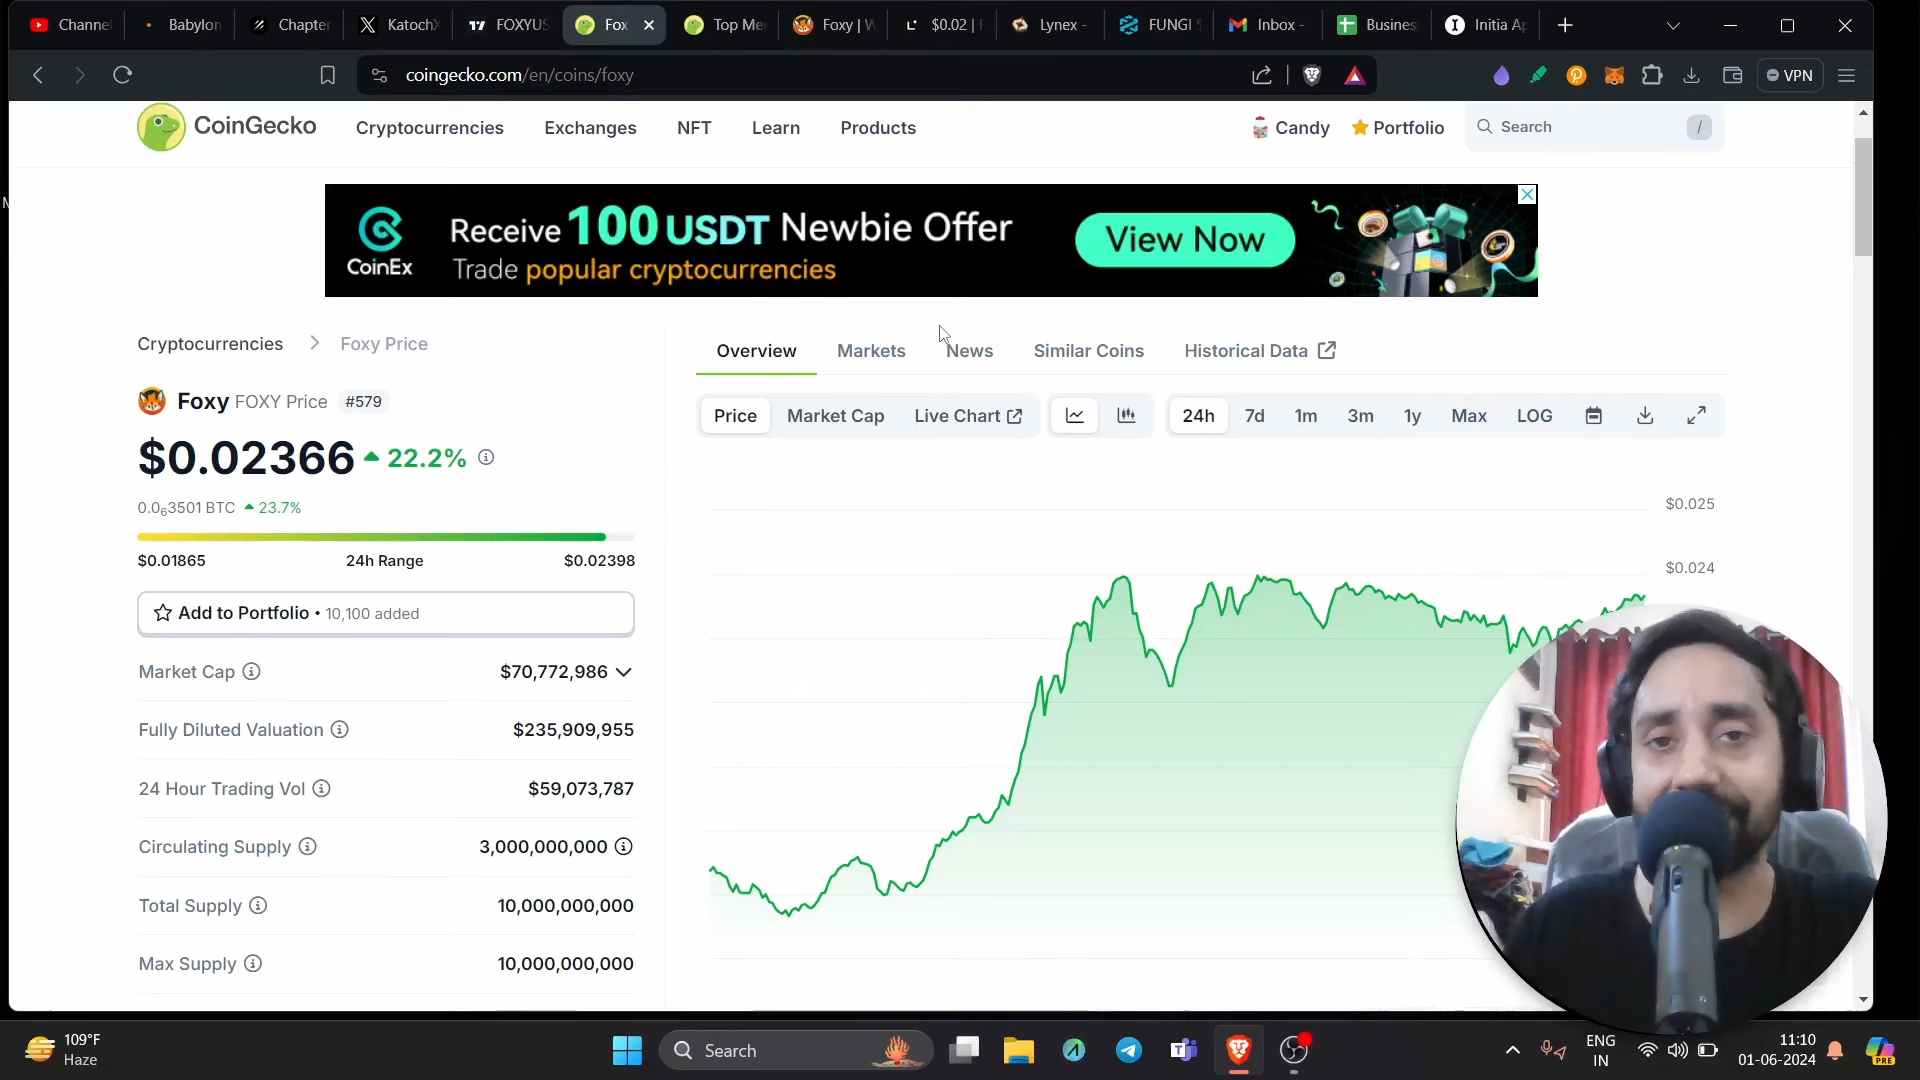 Channel
Babylon
Chapter
KatochX
FOXYUS
Fox
Top Me
Foxy | W
$0.02 | F
Lynex -
FUNGI $
Inbox -
Busines
Initia Ap
coingecko.com/en/coins/foxy
VPN
CoinGecko
Cryptocurrencies
Exchanges
NFT
Learn
Products
Candy
Portfolio
Search
/
CoinEx
Receive 100 USDT Newbie Offer
Trade popular cryptocurrencies
View Now
Cryptocurrencies > Foxy Price
Foxy FOXY Price #579
$0.02366 ▲ 22.2%
0.0₆3501 BTC ▲ 23.7%
$0.01865 24h Range $0.02398
Add to Portfolio • 10,100 added
Market Cap $70,772,986
Fully Diluted Valuation $235,909,955
24 Hour Trading Vol $59,073,787
Circulating Supply 3,000,000,000
Total Supply 10,000,000,000
Max Supply 10,000,000,000
Overview Markets News Similar Coins Historical Data
Price Market Cap Live Chart 24h 7d 1m 3m 1y Max LOG
$0.025
$0.024
109°F
Haze
Search
ENG
IN
11:10
01-06-2024
PRE